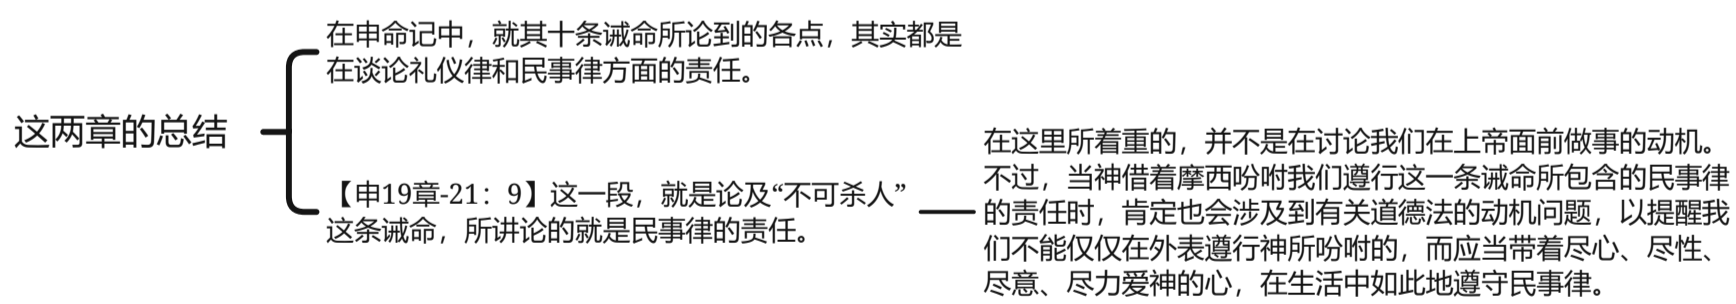 这两章的总结
在申命记中，就其十条诫命所论到的各点，其实都是
在谈论礼仪律和民事律方面的责任。
【申19章-21：9】这一段，就是论及“不可杀人”
这条诫命，所讲论的就是民事律的责任。
在这里所着重的，并不是在讨论我们在上帝面前做事的动机。
不过，当神借着摩西吩咐我们遵行这一条诫命所包含的民事律
的责任时，肯定也会涉及到有关道德法的动机问题，以提醒我
们不能仅仅在外表遵行神所吩咐的，而应当带着尽心、尽性、
尽意、尽力爱神的心，在生活中如此地遵守民事律。